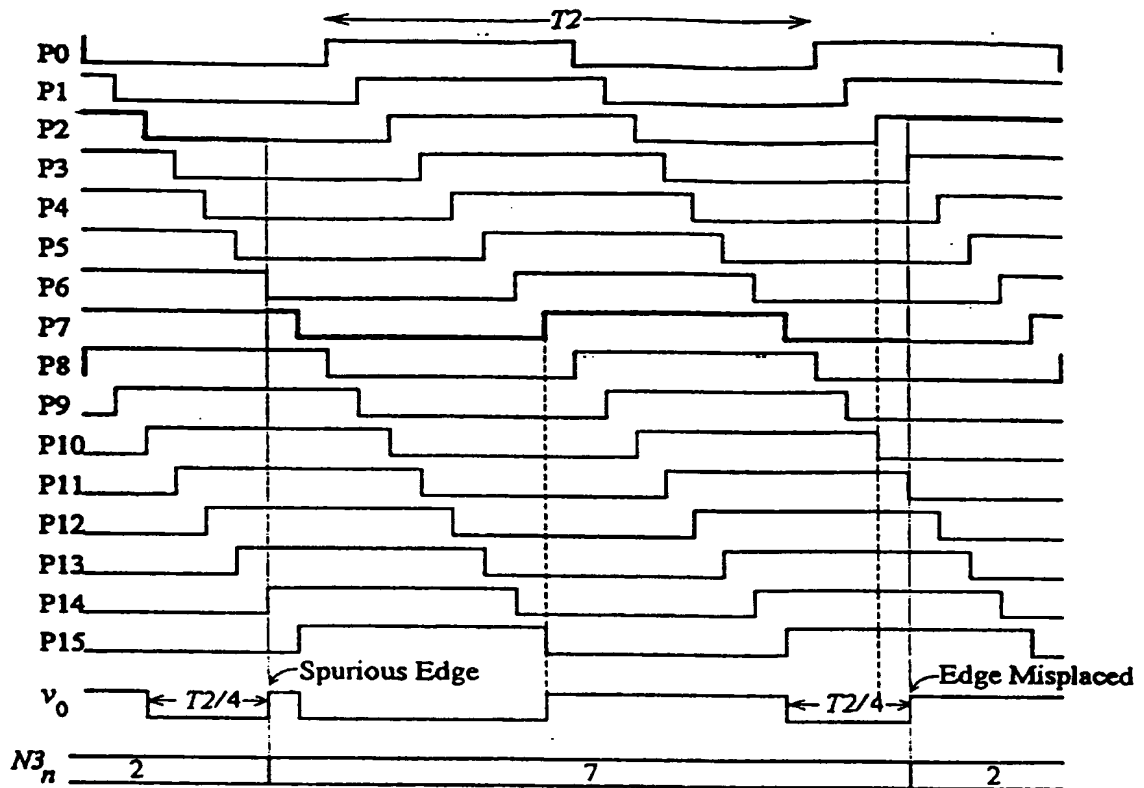 T2
P0
P1
P2
P3
P4
P5
P6
P7
P8
P9
P10
P11
P12
P13
P14
P15
Spurious Edge
Edge Misplaced
v0
T2/4
T2/4
N3n
2
7
2